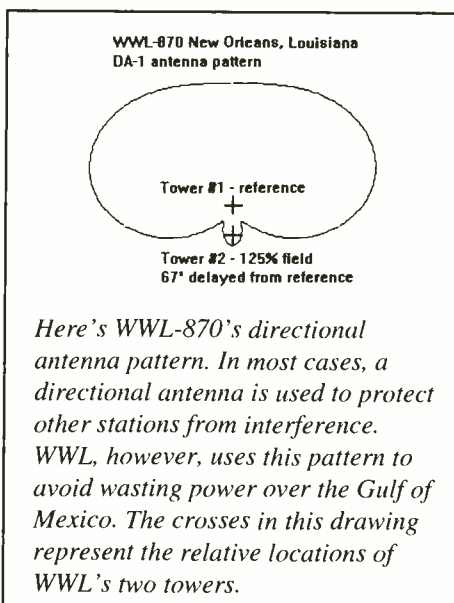 WWL-870 New Orleans, Louisiana
DA-1 antenna pattern
Tower #1 - reference
Tower #2 - 125% field
67° delayed from reference
Here's WWL-870's directional
antenna pattern. In most cases, a
directional antenna is used to protect
other stations from interference.
WWL, however, uses this pattern to
avoid wasting power over the Gulf of
Mexico. The crosses in this drawing
represent the relative locations of
WWL's two towers.